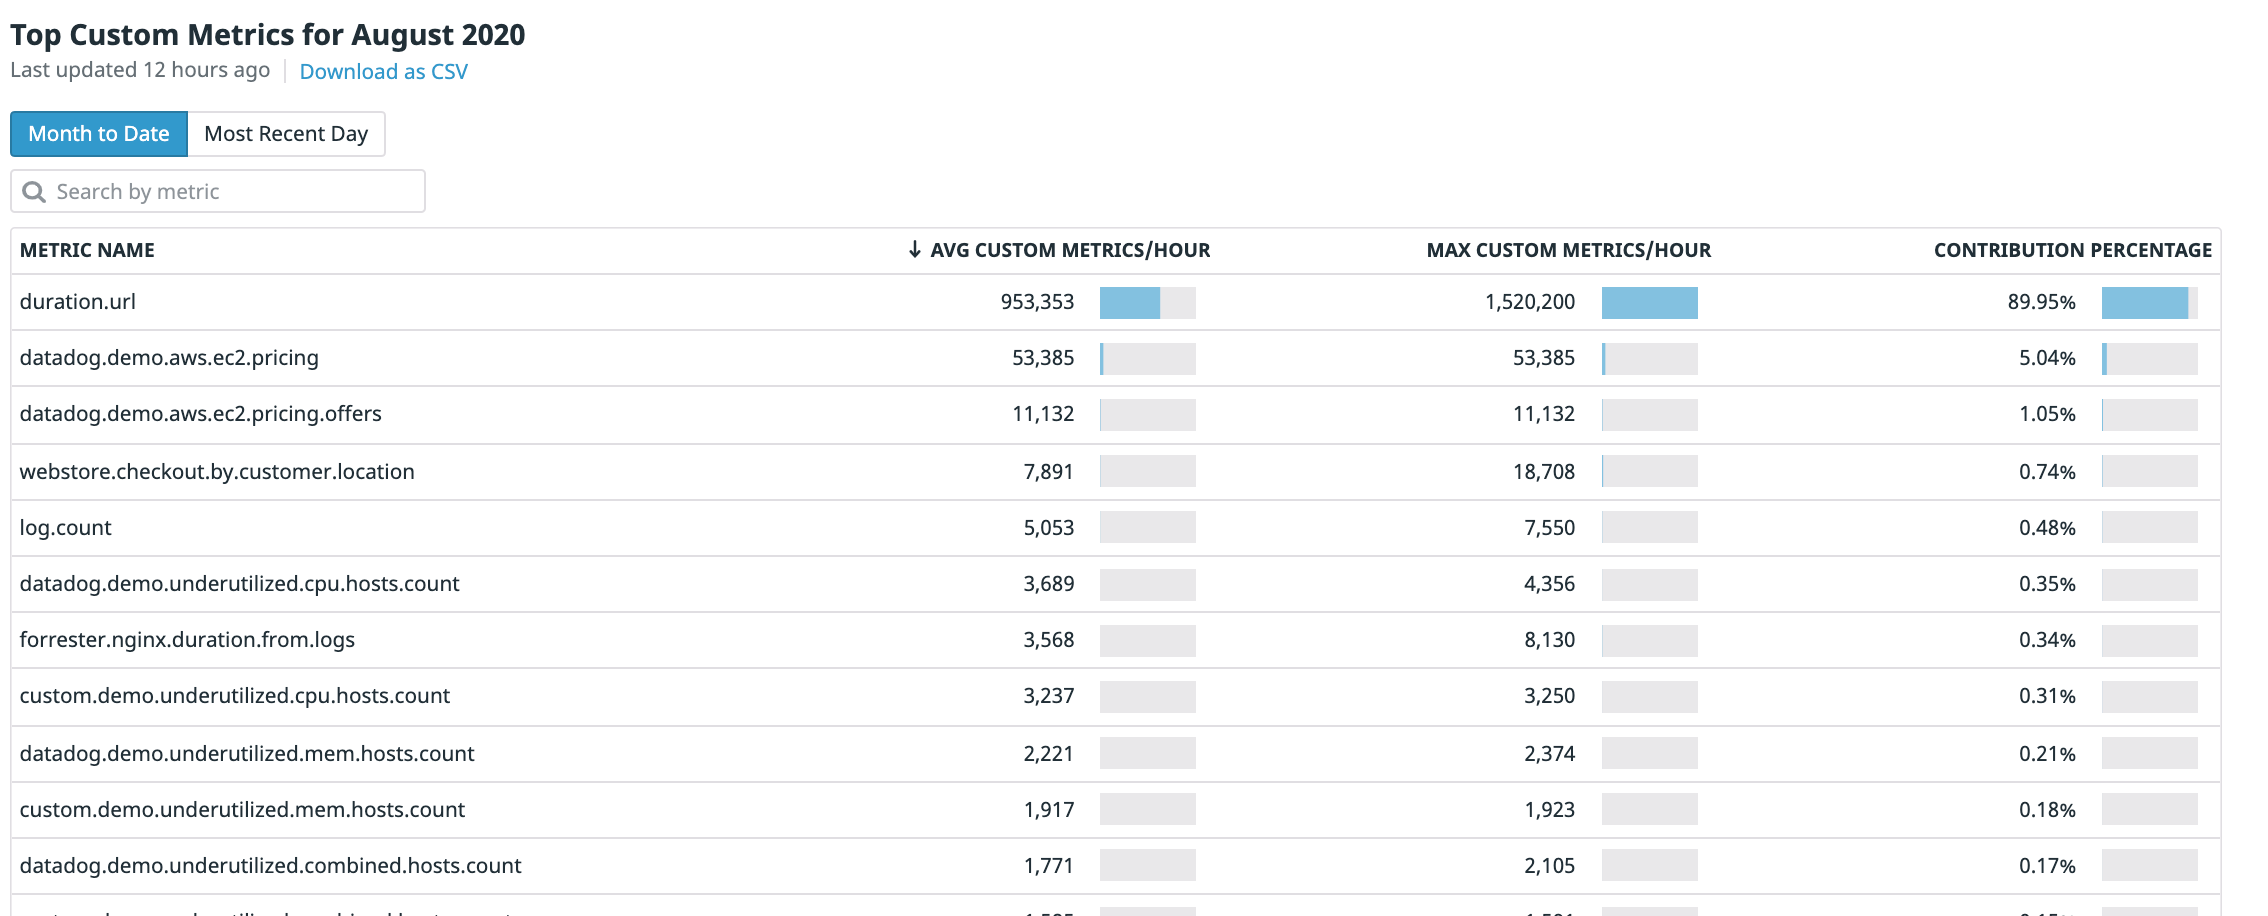 Top Custom Metrics for August 2020
Last updated 12 hours ago Download as CSV
Month to Date Most Recent Day
Search by metric
METRIC NAME ↓ AVG CUSTOM METRICS/HOUR MAX CUSTOM METRICS/HOUR CONTRIBUTION PERCENTAGE
duration.url 953,353 1,520,200 89.95%
datadog.demo.aws.ec2.pricing 53,385 53,385 5.04%
datadog.demo.aws.ec2.pricing.offers 11,132 11,132 1.05%
webstore.checkout.by.customer.location 7,891 18,708 0.74%
log.count 5,053 7,550 0.48%
datadog.demo.underutilized.cpu.hosts.count 3,689 4,356 0.35%
forrester.nginx.duration.from.logs 3,568 8,130 0.34%
custom.demo.underutilized.cpu.hosts.count 3,237 3,250 0.31%
datadog.demo.underutilized.mem.hosts.count 2,221 2,374 0.21%
custom.demo.underutilized.mem.hosts.count 1,917 1,923 0.18%
datadog.demo.underutilized.combined.hosts.count 1,771 2,105 0.17%